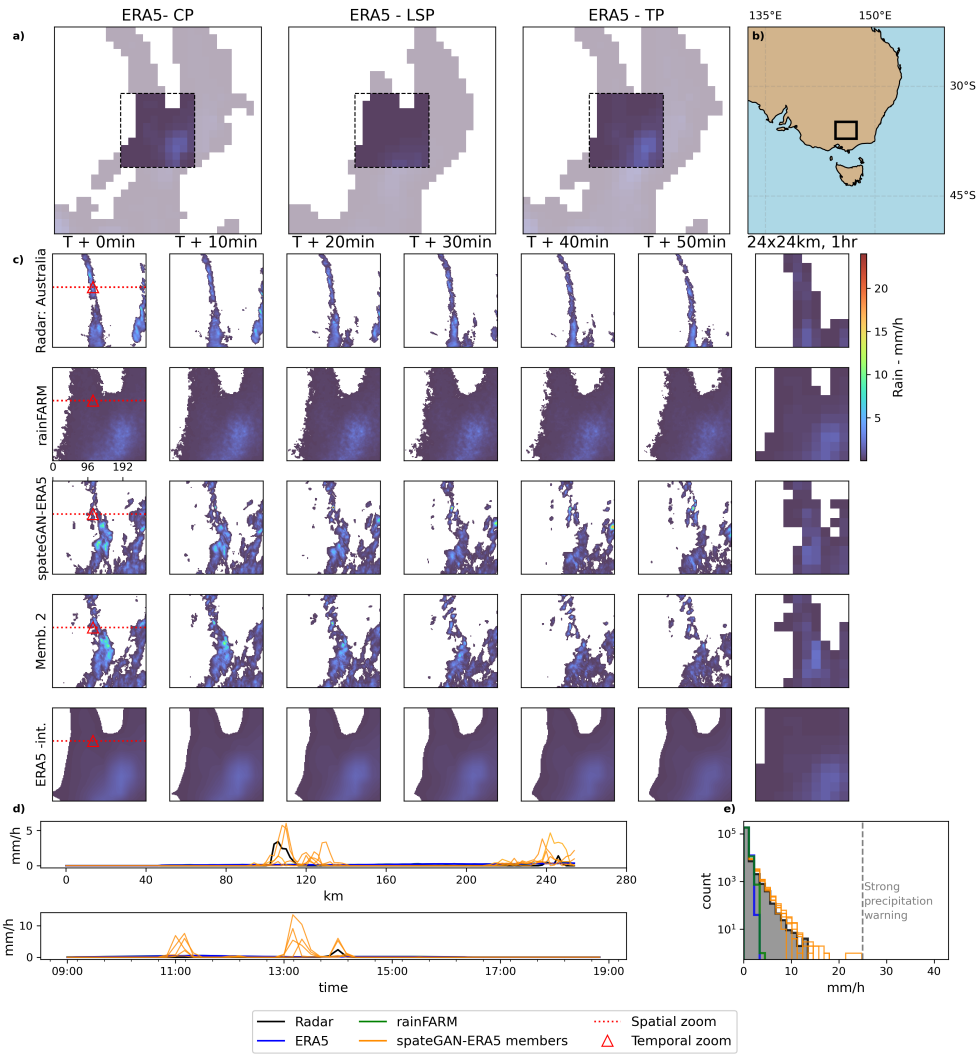 ERA5- CP
ERA5 - LSP
ERA5 - TP
135°E
150°E
a)
b)
30°S
45°S
T + 0min
T + 10min
T + 20min
T + 30min
T + 40min
T + 50min
24x24km, 1hr
c)
Radar: Australia
rainFARM
0
96
192
spateGAN-ERA5
Memb. 2
ERA5 -int.
20
15
10
5
Rain - mm/h
d)
5
0
mm/h
0
40
80
120
160
200
240
280
km
10
0
mm/h
09:00
11:00
13:00
15:00
17:00
19:00
time
e)
10⁵
10³
10¹
count
Strong
precipitation
warning
0
10
20
30
40
mm/h
Radar
ERA5
rainFARM
spateGAN-ERA5 members
Spatial zoom
Temporal zoom